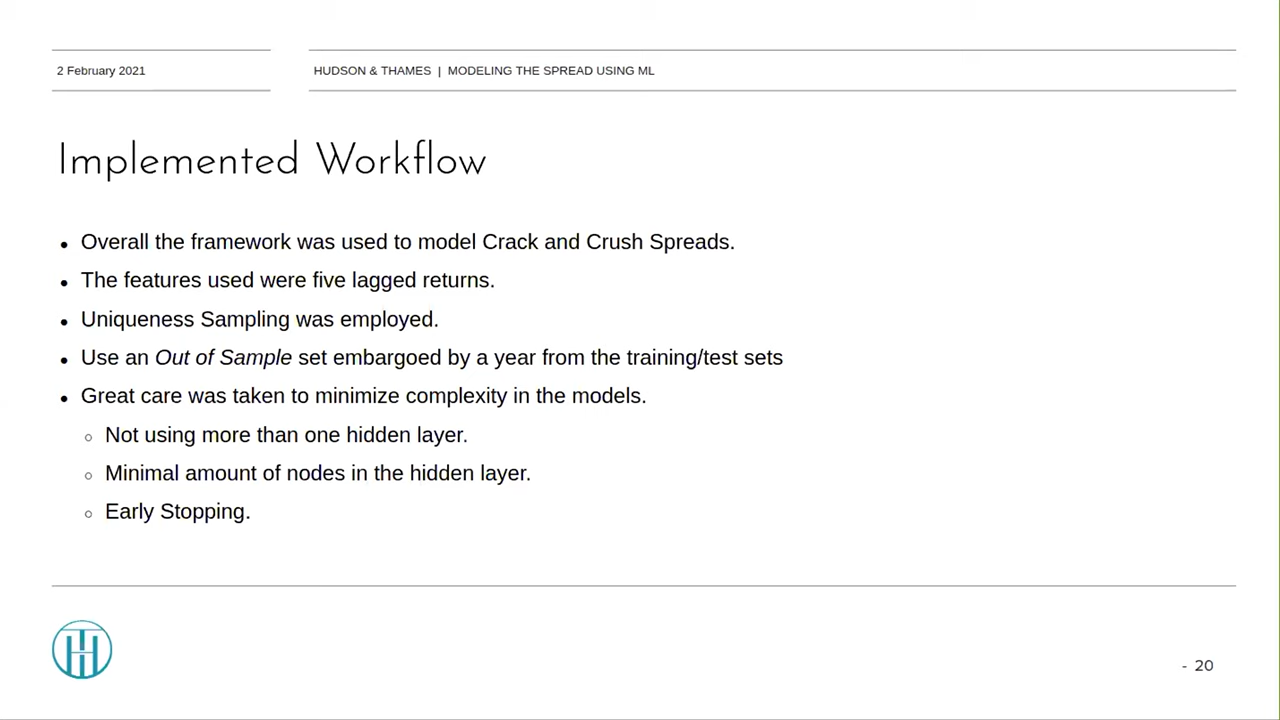 2 February 2021
HUDSON & THAMES | MODELING THE SPREAD USING ML
Implemented Workflow
• Overall the framework was used to model Crack and Crush Spreads.
• The features used were five lagged returns.
• Uniqueness Sampling was employed.
• Use an Out of Sample set embargoed by a year from the training/test sets
• Great care was taken to minimize complexity in the models.
○ Not using more than one hidden layer.
○ Minimal amount of nodes in the hidden layer.
○ Early Stopping.
- 20